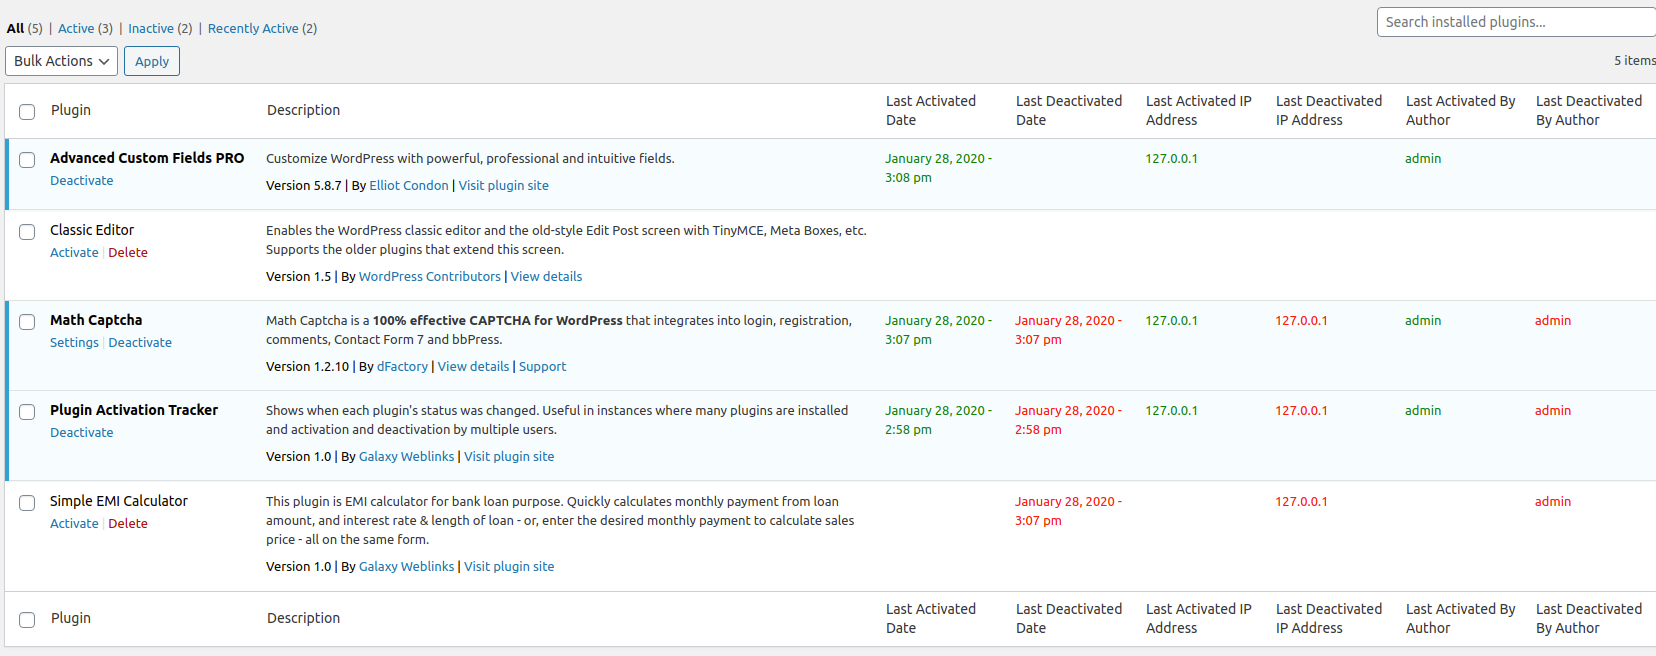 All (5) | Active (3) | Inactive (2) | Recently Active (2)
Search installed plugins...
Bulk Actions
Apply
5 items
Plugin
Description
Last Activated Date
Last Deactivated Date
Last Activated IP Address
Last Deactivated IP Address
Last Activated By Author
Last Deactivated By Author
Advanced Custom Fields PRO
Deactivate
Customize WordPress with powerful, professional and intuitive fields.
Version 5.8.7 | By Elliot Condon | Visit plugin site
January 28, 2020 -
3:08 pm
127.0.0.1
admin
Classic Editor
Activate | Delete
Enables the WordPress classic editor and the old-style Edit Post screen with TinyMCE, Meta Boxes, etc.
Supports the older plugins that extend this screen.
Version 1.5 | By WordPress Contributors | View details
Math Captcha
Settings | Deactivate
Math Captcha is a 100% effective CAPTCHA for WordPress that integrates into login, registration,
comments, Contact Form 7 and bbPress.
Version 1.2.10 | By dFactory | View details | Support
January 28, 2020 -
3:07 pm
January 28, 2020 -
3:07 pm
127.0.0.1
127.0.0.1
admin
admin
Plugin Activation Tracker
Deactivate
Shows when each plugin's status was changed. Useful in instances where many plugins are installed
and activation and deactivation by multiple users.
Version 1.0 | By Galaxy Weblinks | Visit plugin site
January 28, 2020 -
2:58 pm
January 28, 2020 -
2:58 pm
127.0.0.1
127.0.0.1
admin
admin
Simple EMI Calculator
Activate | Delete
This plugin is EMI calculator for bank loan purpose. Quickly calculates monthly payment from loan
amount, and interest rate & length of loan - or, enter the desired monthly payment to calculate sales
price - all on the same form.
Version 1.0 | By Galaxy Weblinks | Visit plugin site
January 28, 2020 -
3:07 pm
127.0.0.1
admin
Plugin
Description
Last Activated Date
Last Deactivated Date
Last Activated IP Address
Last Deactivated IP Address
Last Activated By Author
Last Deactivated By Author